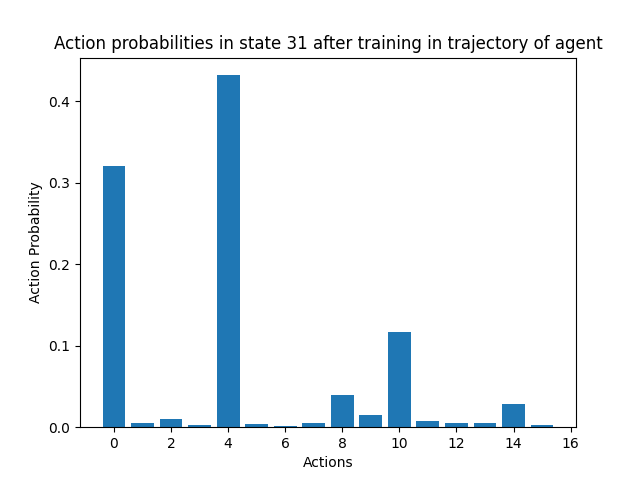 Action probabilities in state 31 after training in trajectory of agent
0.4
0.3
0.2
0.1
0.0
Action Probability
0 2 4 6 8 10 12 14 16
Actions